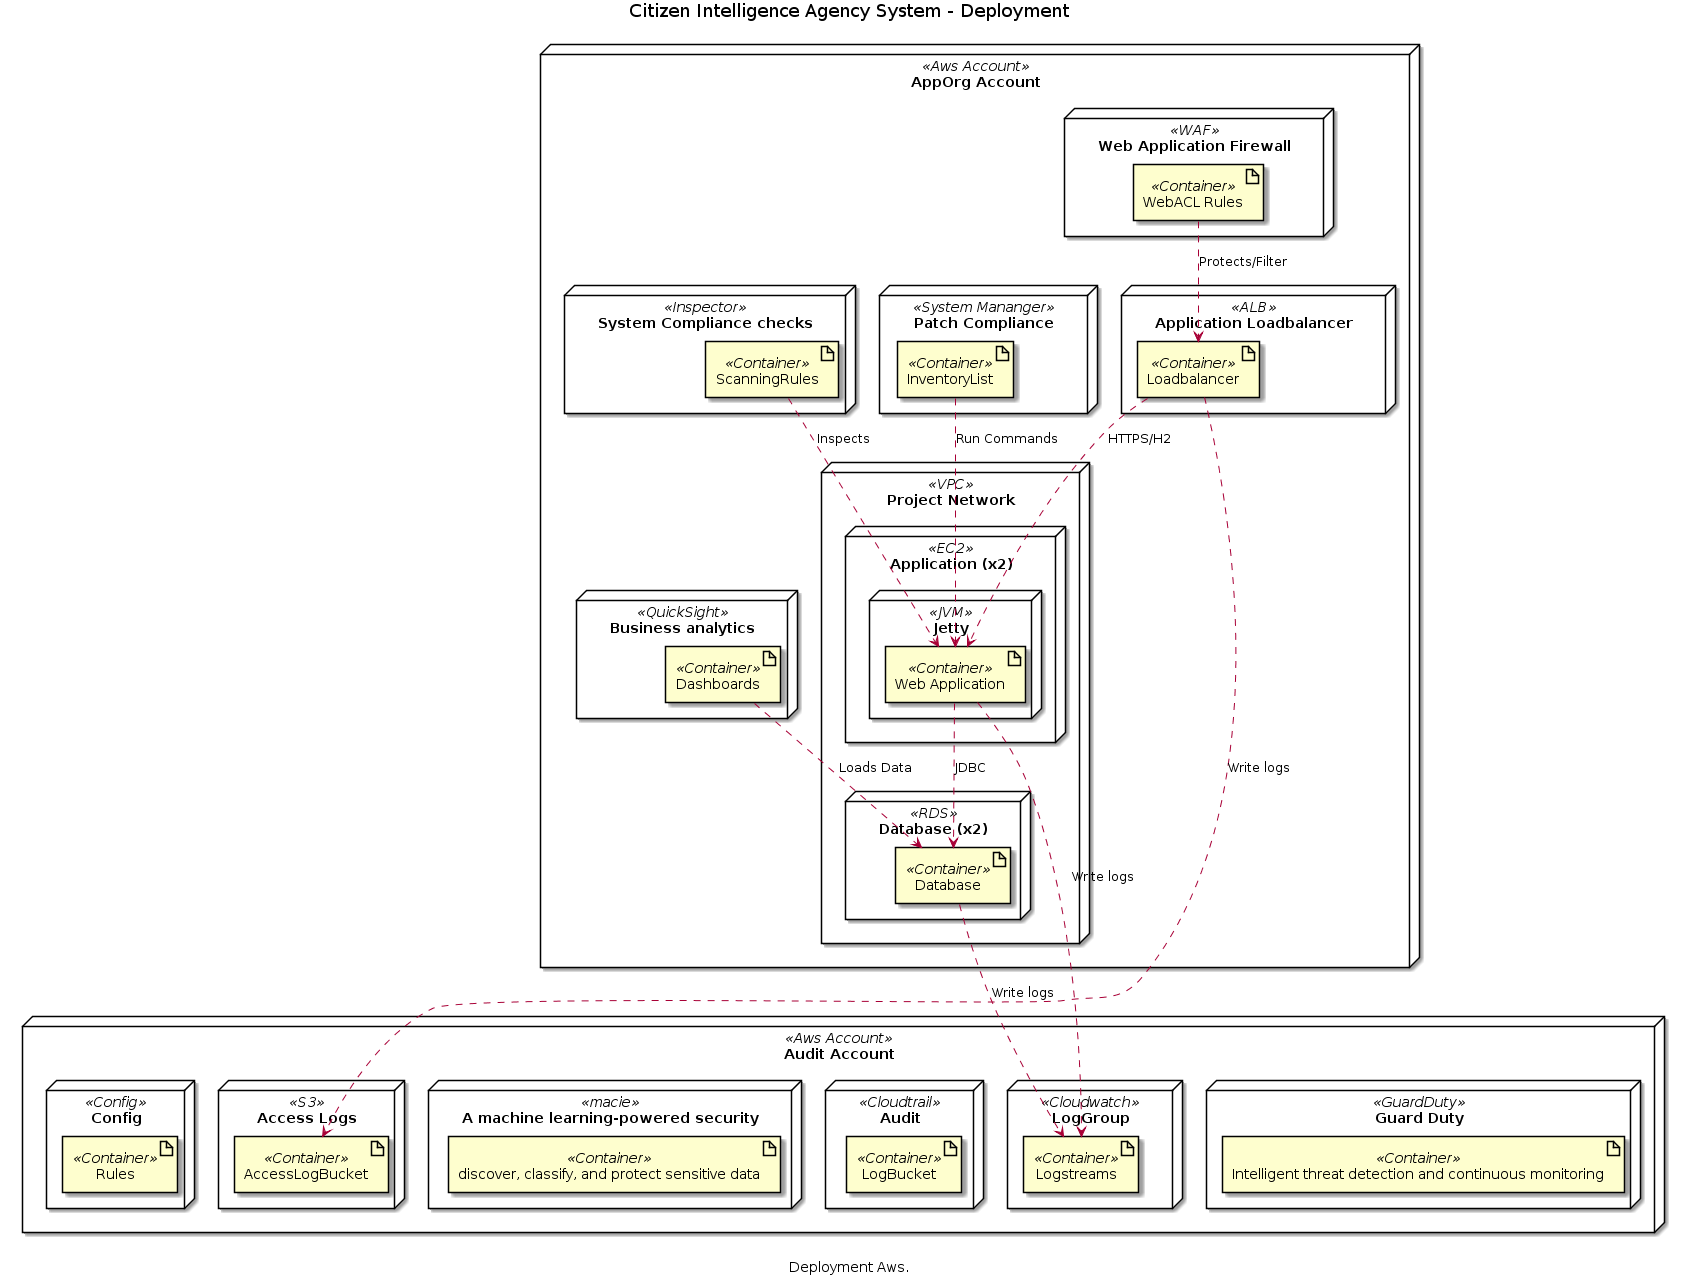 Citizen Intelligence Agency System - Deployment
«Aws Account»
AppOrg Account
«WAF»
Web Application Firewall
«Container»
WebACL Rules
Protects/Filter
«Inspector»
System Compliance checks
«Container»
ScanningRules
«System Mananger»
Patch Compliance
«Container»
InventoryList
«ALB»
Application Loadbalancer
«Container»
Loadbalancer
Inspects
Run Commands
HTTPS/H2
«VPC»
Project Network
«EC2»
Application (x2)
«JVM»
Jetty
«Container»
Web Application
«QuickSight»
Business analytics
«Container»
Dashboards
Loads Data
JDBC
Write logs
«RDS»
Database (x2)
«Container»
Database
Write logs
Write logs
«Aws Account»
Audit Account
«Config»
Config
«Container»
Rules
«S3»
Access Logs
«Container»
AccessLogBucket
«macie»
A machine learning-powered security
«Container»
discover, classify, and protect sensitive data
«Cloudtrail»
Audit
«Container»
LogBucket
«Cloudwatch»
LogGroup
«Container»
Logstreams
«GuardDuty»
Guard Duty
«Container»
Intelligent threat detection and continuous monitoring
Deployment Aws.